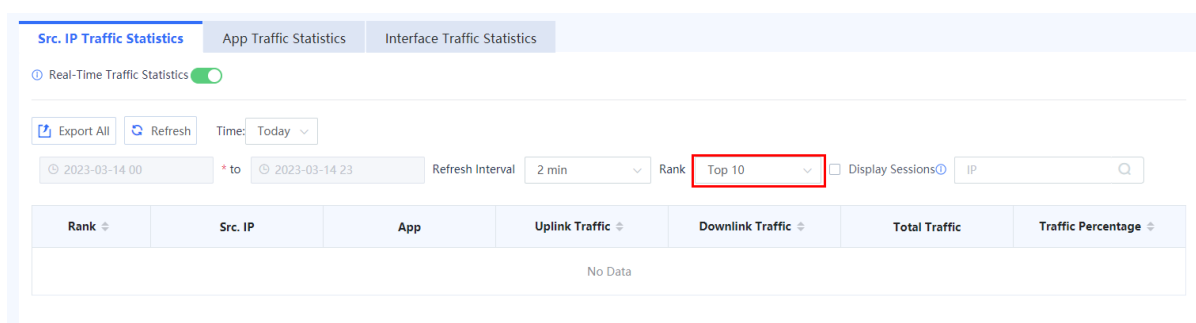 Src. IP Traffic Statistics App Traffic Statistics Interface Traffic Statistics
Real-Time Traffic Statistics
Export All Refresh Time: Today
2023-03-14 00 * to 2023-03-14 23 Refresh Interval 2 min Rank Top 10 Display Sessions IP
Rank Src. IP App Uplink Traffic Downlink Traffic Total Traffic Traffic Percentage
No Data